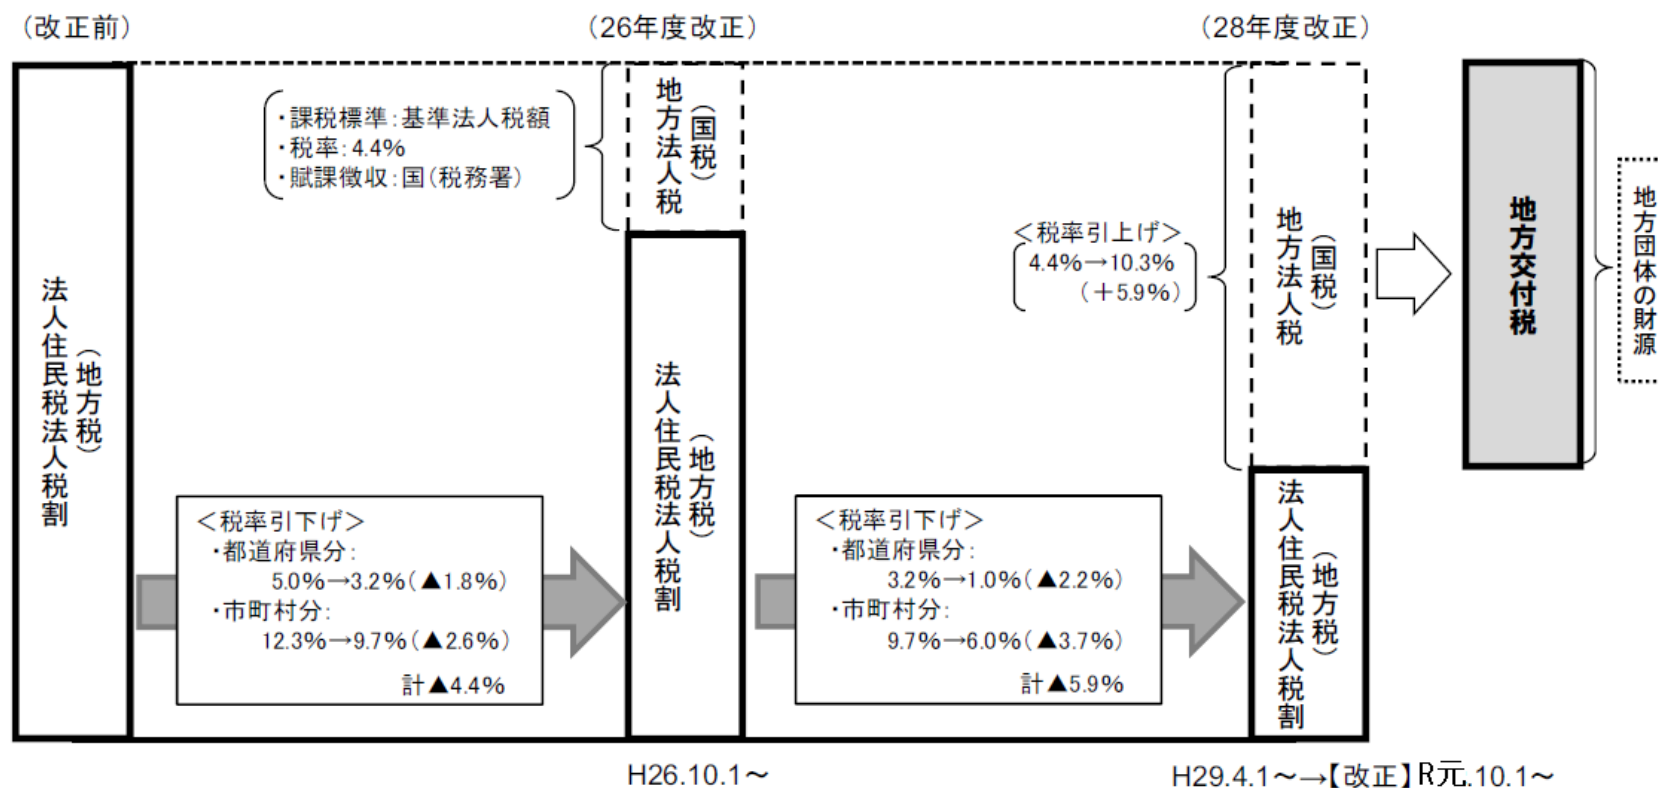 （改正前）
（26年度改正）
（28年度改正）
法人住民税法人税割
（地方税）
・課税標準：基準法人税額
・税率：4.4%
・賦課徴収：国（税務署）
地方法人税
（国税）
法人住民税法人税割
（地方税）
＜税率引下げ＞
・都道府県分：
5.0%→3.2%（▲1.8%）
・市町村分：
12.3%→9.7%（▲2.6%）
計▲4.4%
＜税率引上げ＞
4.4%→10.3%
（＋5.9%）
地方法人税
（国税）
＜税率引下げ＞
・都道府県分：
3.2%→1.0%（▲2.2%）
・市町村分：
9.7%→6.0%（▲3.7%）
計▲5.9%
法人住民税法人税割
（地方税）
地方交付税
地方団体の財源
H26.10.1～
H29.4.1～→【改正】R元.10.1～